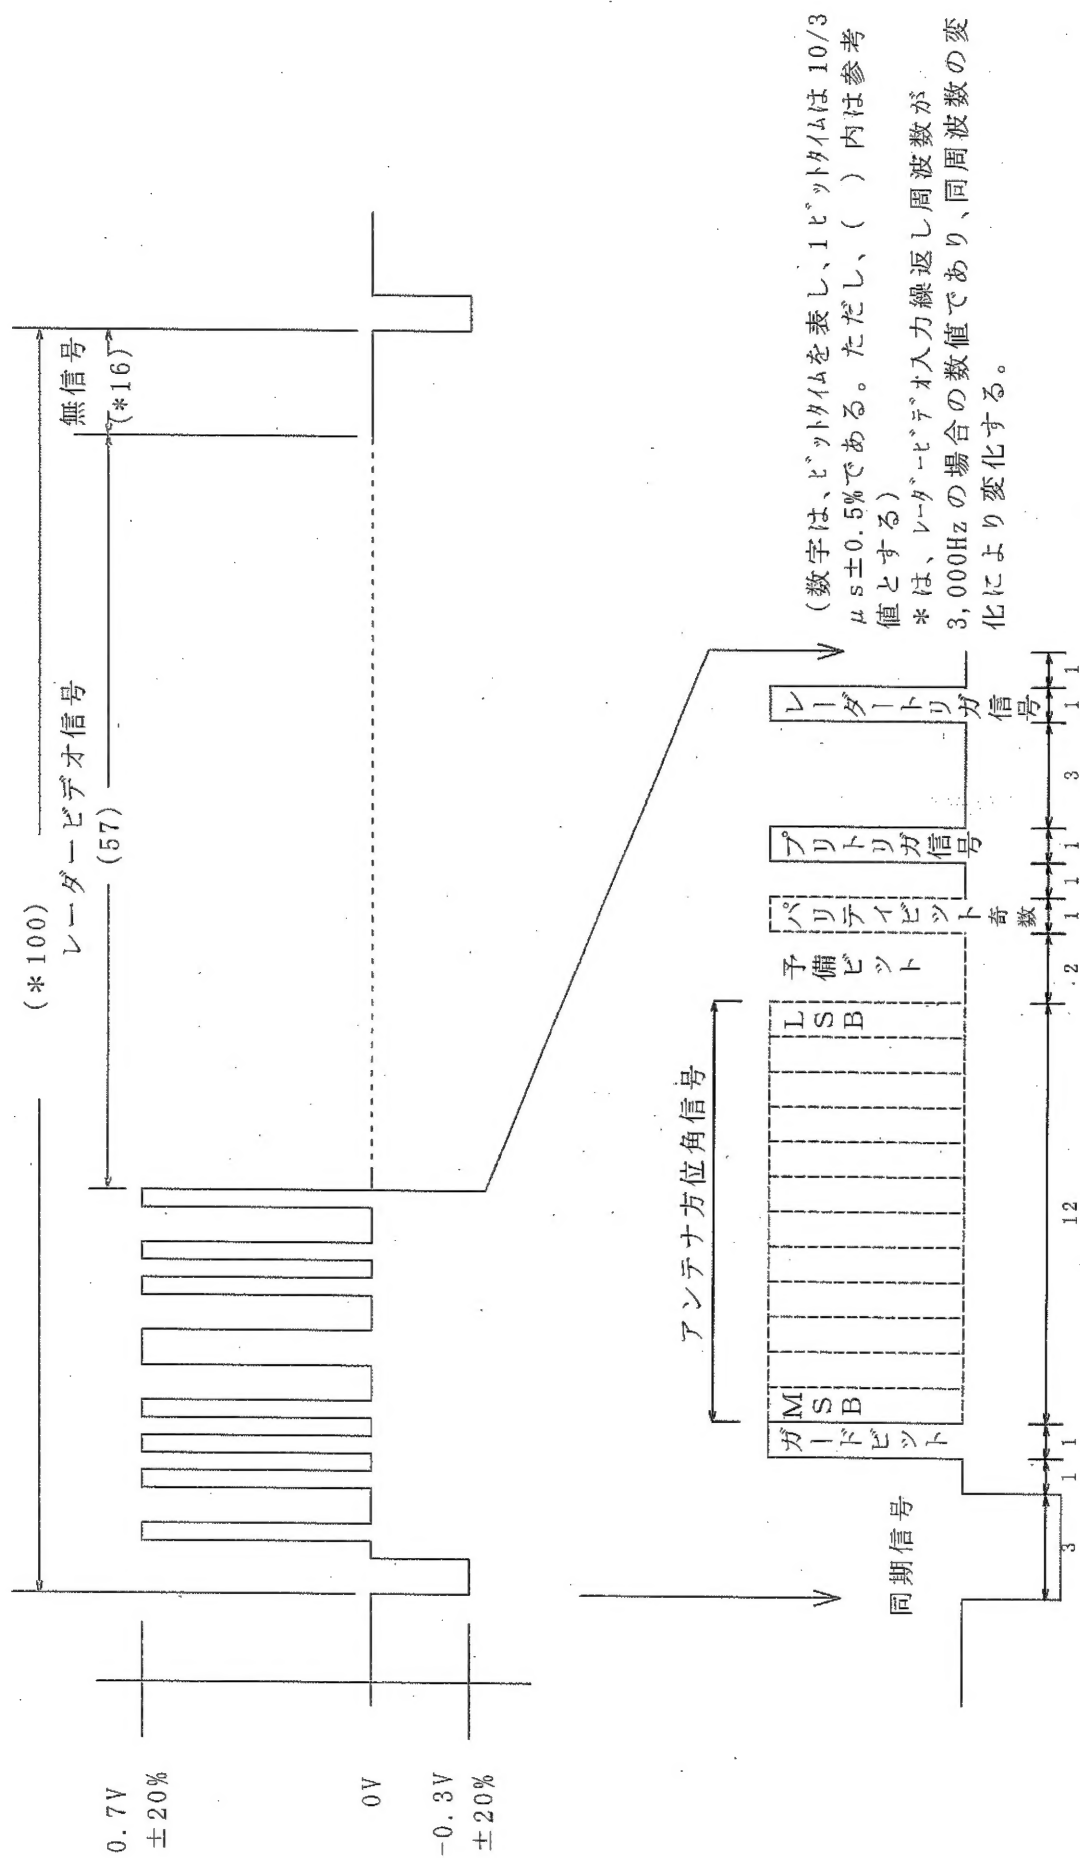 (*100)
レーダービデオ信号
(57)
無信号
(*16)
0.7V
±20%
0V
-0.3V
±20%
アンテナ方位角信号
同期信号
ガードビット
MSB
LSB
予備ビット
パリティビット奇数
プリトリガ信号
レーダートリガ信号
3
1
1
12
2
1
1
1
3
1
1
(数字は、ビットタイムを表し、1ビットタイムは10/3
μs±0.5%である。ただし、( )内は参考
値とする)
*は、レーダービデオ入力繰返し周波数が
3,000Hzの場合の数値であり、同周波数の変
化により変化する。